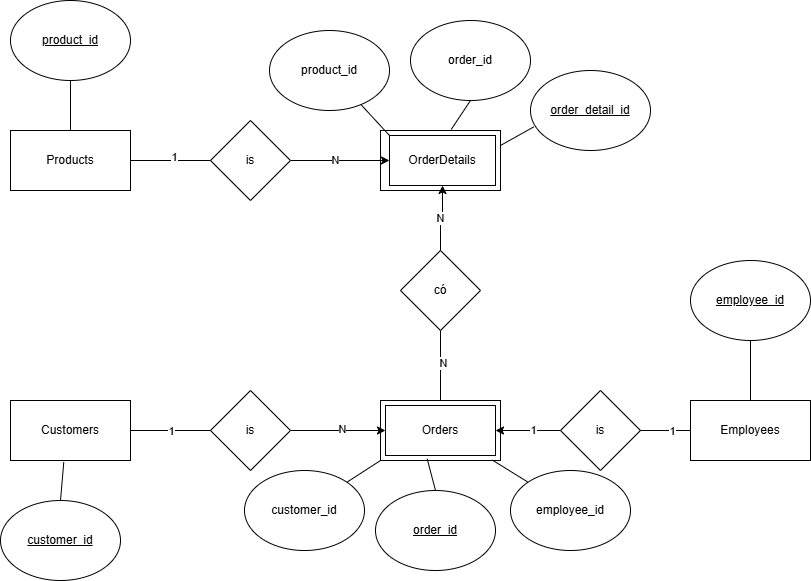 product_id
product_id
order_id
order_detail_id
Products
1
is
N
OrderDetails
N
có
N
employee_id
Customers
1
is
N
Orders
1
is
1
Employees
customer_id
order_id
employee_id
customer_id